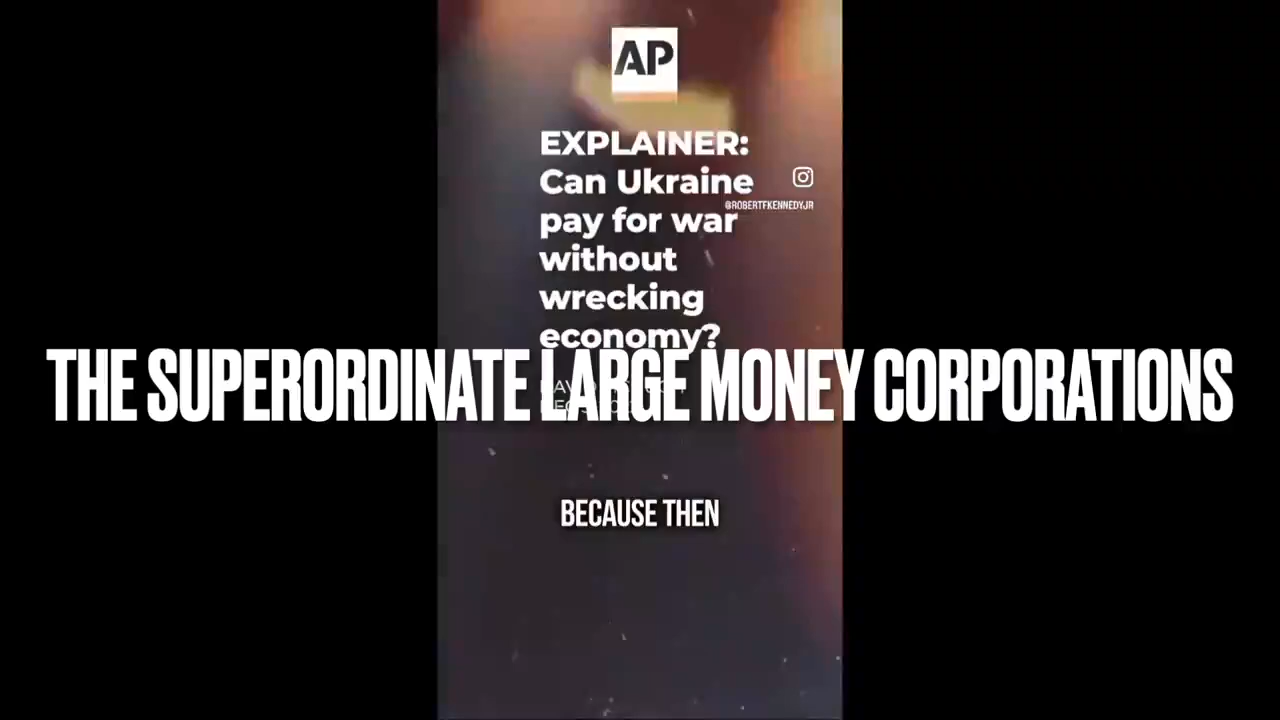 AP
EXPLAINER:
Can Ukraine
pay for war
without
wrecking
economy?
@ROBERTFKENNEDYJR
THE SUPERORDINATE LARGE MONEY CORPORATIONS
BECAUSE THEN